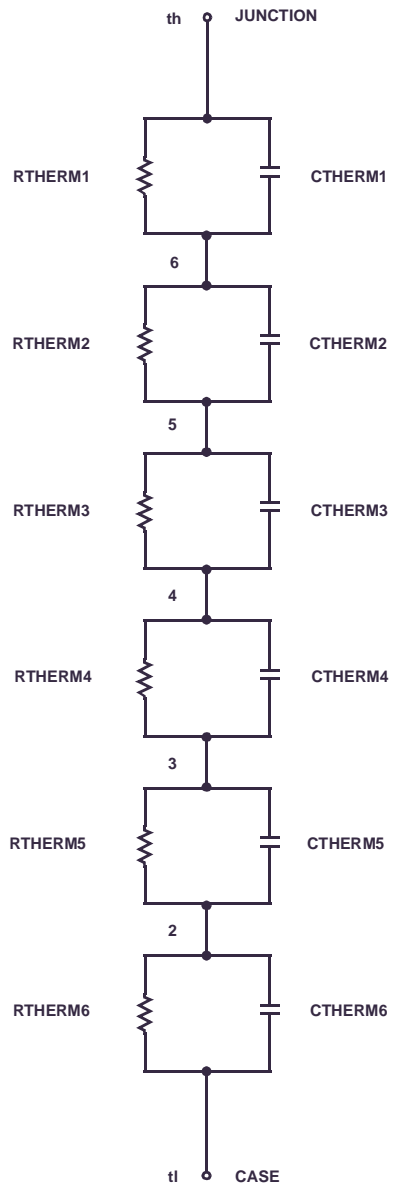 th JUNCTION
RTHERM1 CTHERM1
6
RTHERM2 CTHERM2
5
RTHERM3 CTHERM3
4
RTHERM4 CTHERM4
3
RTHERM5 CTHERM5
2
RTHERM6 CTHERM6
tl CASE